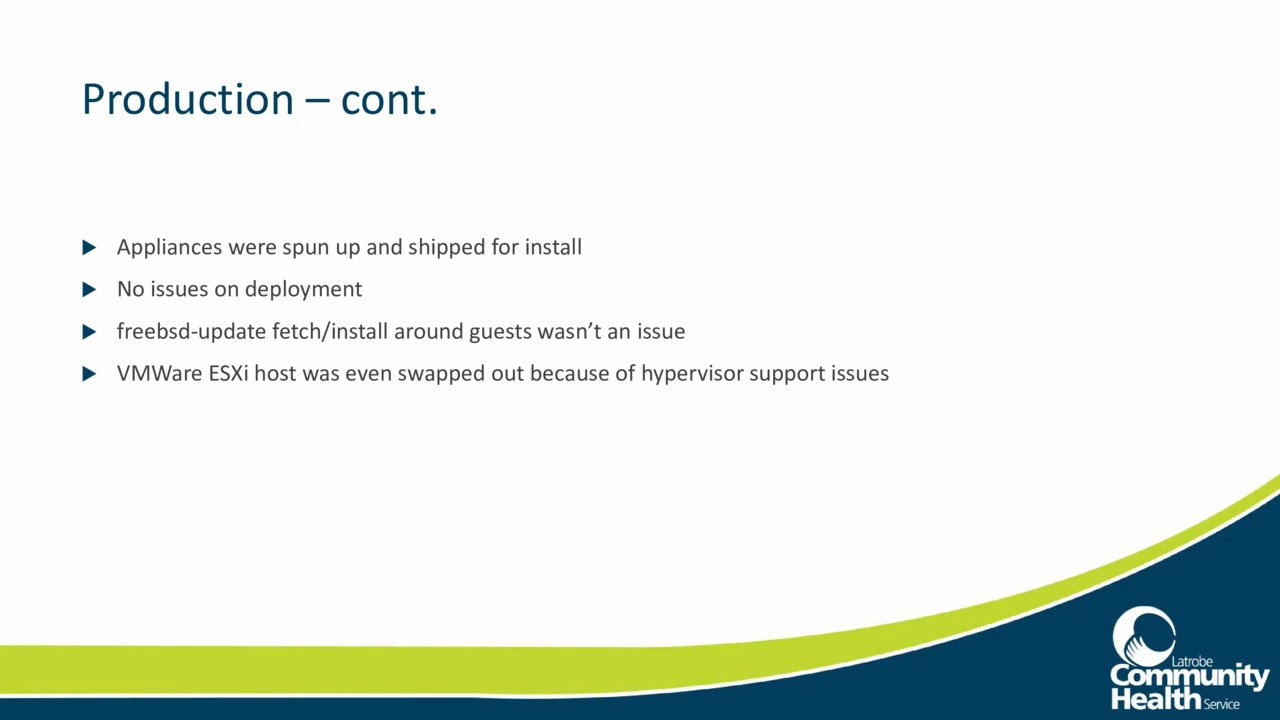 Production – cont.
Appliances were spun up and shipped for install
No issues on deployment
freebsd-update fetch/install around guests wasn’t an issue
VMWare ESXi host was even swapped out because of hypervisor support issues
Latrobe
Community
Health Service